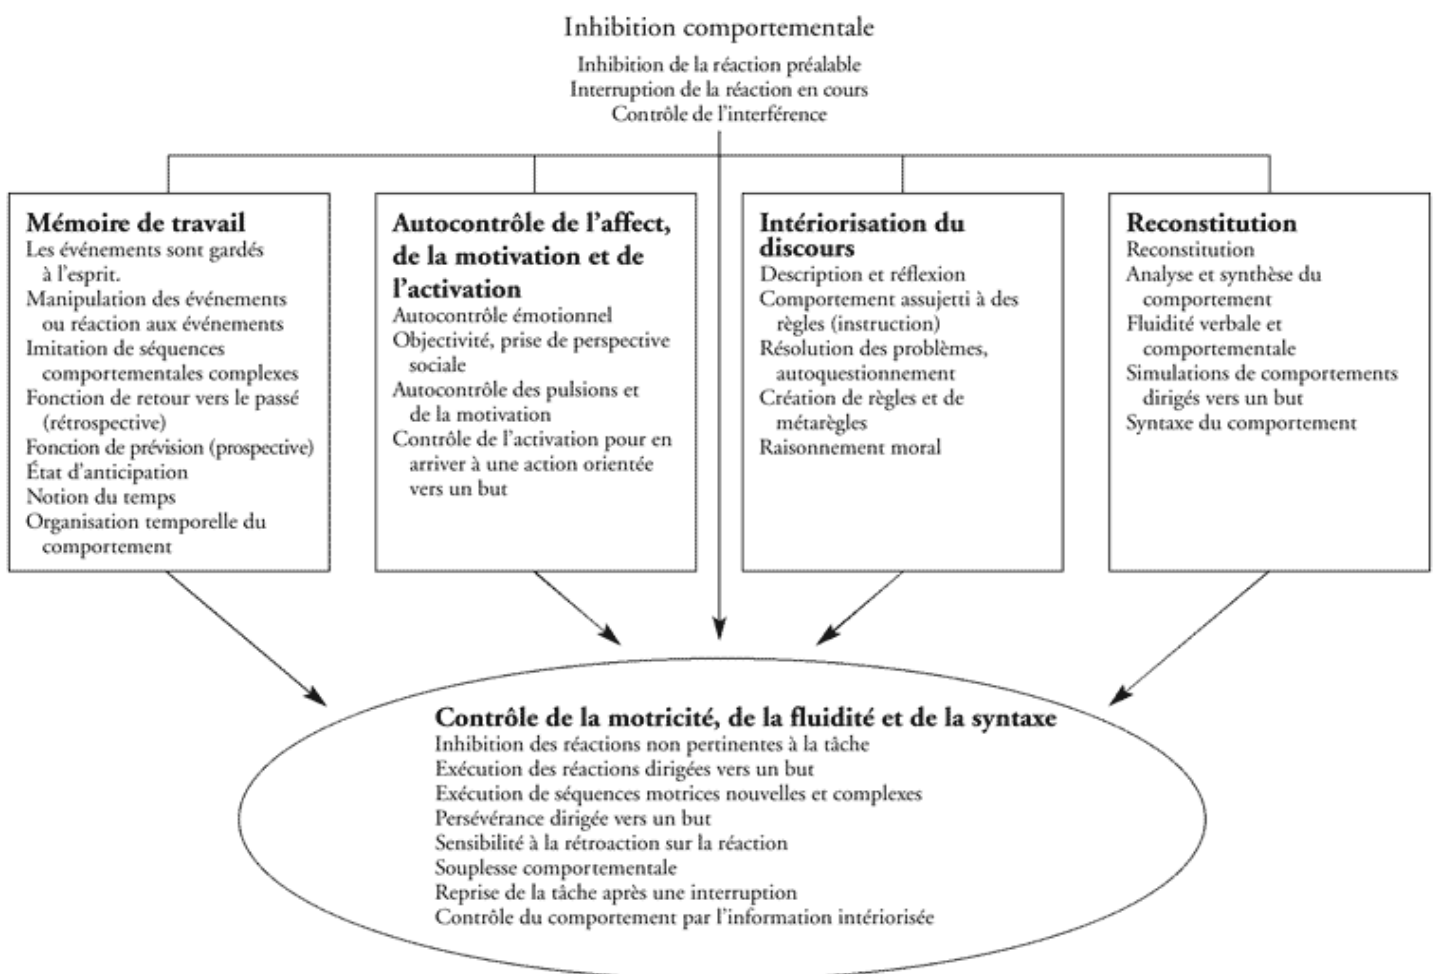 Inhibition comportementale
Inhibition de la réaction préalable
Interruption de la réaction en cours
Contrôle de l'interférence
Mémoire de travail
Les événements sont gardés
à l'esprit.
Manipulation des événements
ou réaction aux événements
Imitation de séquences
comportementales complexes
Fonction de retour vers le passé
(rétrospective)
Fonction de prévision (prospective)
État d'anticipation
Notion du temps
Organisation temporelle du
comportement
Autocontrôle de l'affect,
de la motivation et de
l'activation
Autocontrôle émotionnel
Objectivité, prise de perspective
sociale
Autocontrôle des pulsions et
de la motivation
Contrôle de l'activation pour en
arriver à une action orientée
vers un but
Intériorisation du
discours
Description et réflexion
Comportement assujetti à des
règles (instruction)
Résolution des problèmes,
autoquestionnement
Création de règles et de
métarègles
Raisonnement moral
Reconstitution
Reconstitution
Analyse et synthèse du
comportement
Fluidité verbale et
comportementale
Simulations de comportements
dirigés vers un but
Syntaxe du comportement
Contrôle de la motricité, de la fluidité et de la syntaxe
Inhibition des réactions non pertinentes à la tâche
Exécution des réactions dirigées vers un but
Exécution de séquences motrices nouvelles et complexes
Persévérance dirigée vers un but
Sensibilité à la rétroaction sur la réaction
Souplesse comportementale
Reprise de la tâche après une interruption
Contrôle du comportement par l'information intériorisée